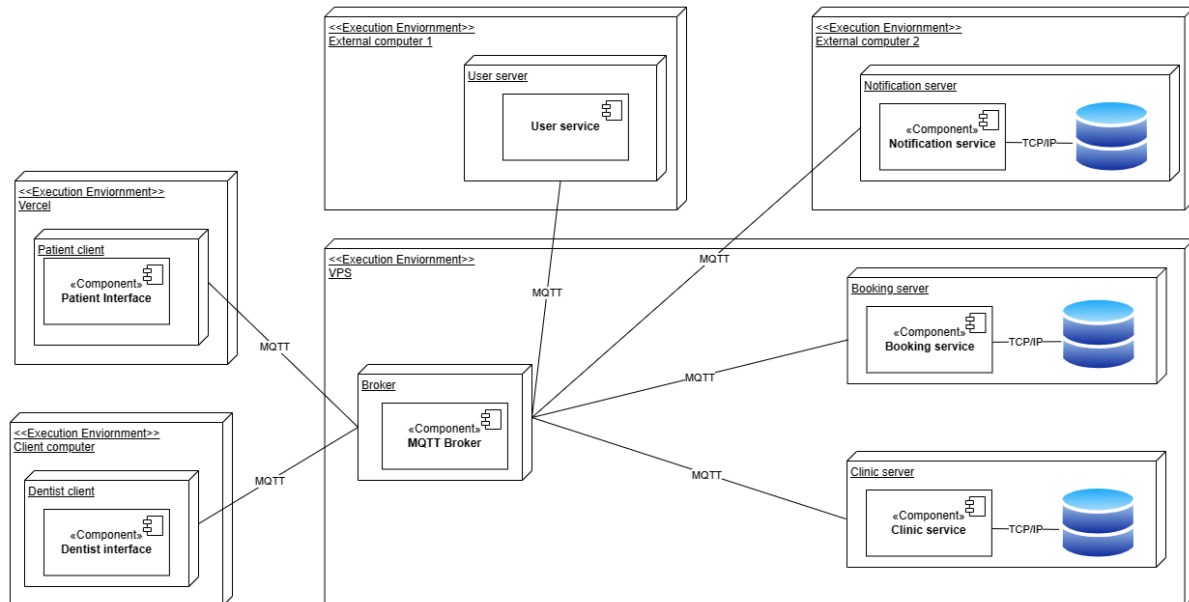 <<Execution Enviornment>>
External computer 1
User server
User service
<<Execution Enviornment>>
External computer 2
Notification server
«Component»
Notification service
TCP/IP
<<Execution Enviornment>>
Vercel
Patient client
«Component»
Patient Interface
MQTT
<<Execution Enviornment>>
Client computer
Dentist client
«Component»
Dentist interface
MQTT
<<Execution Enviornment>>
VPS
Broker
«Component»
MQTT Broker
MQTT
MQTT
MQTT
MQTT
Booking server
«Component»
Booking service
TCP/IP
Clinic server
«Component»
Clinic service
TCP/IP